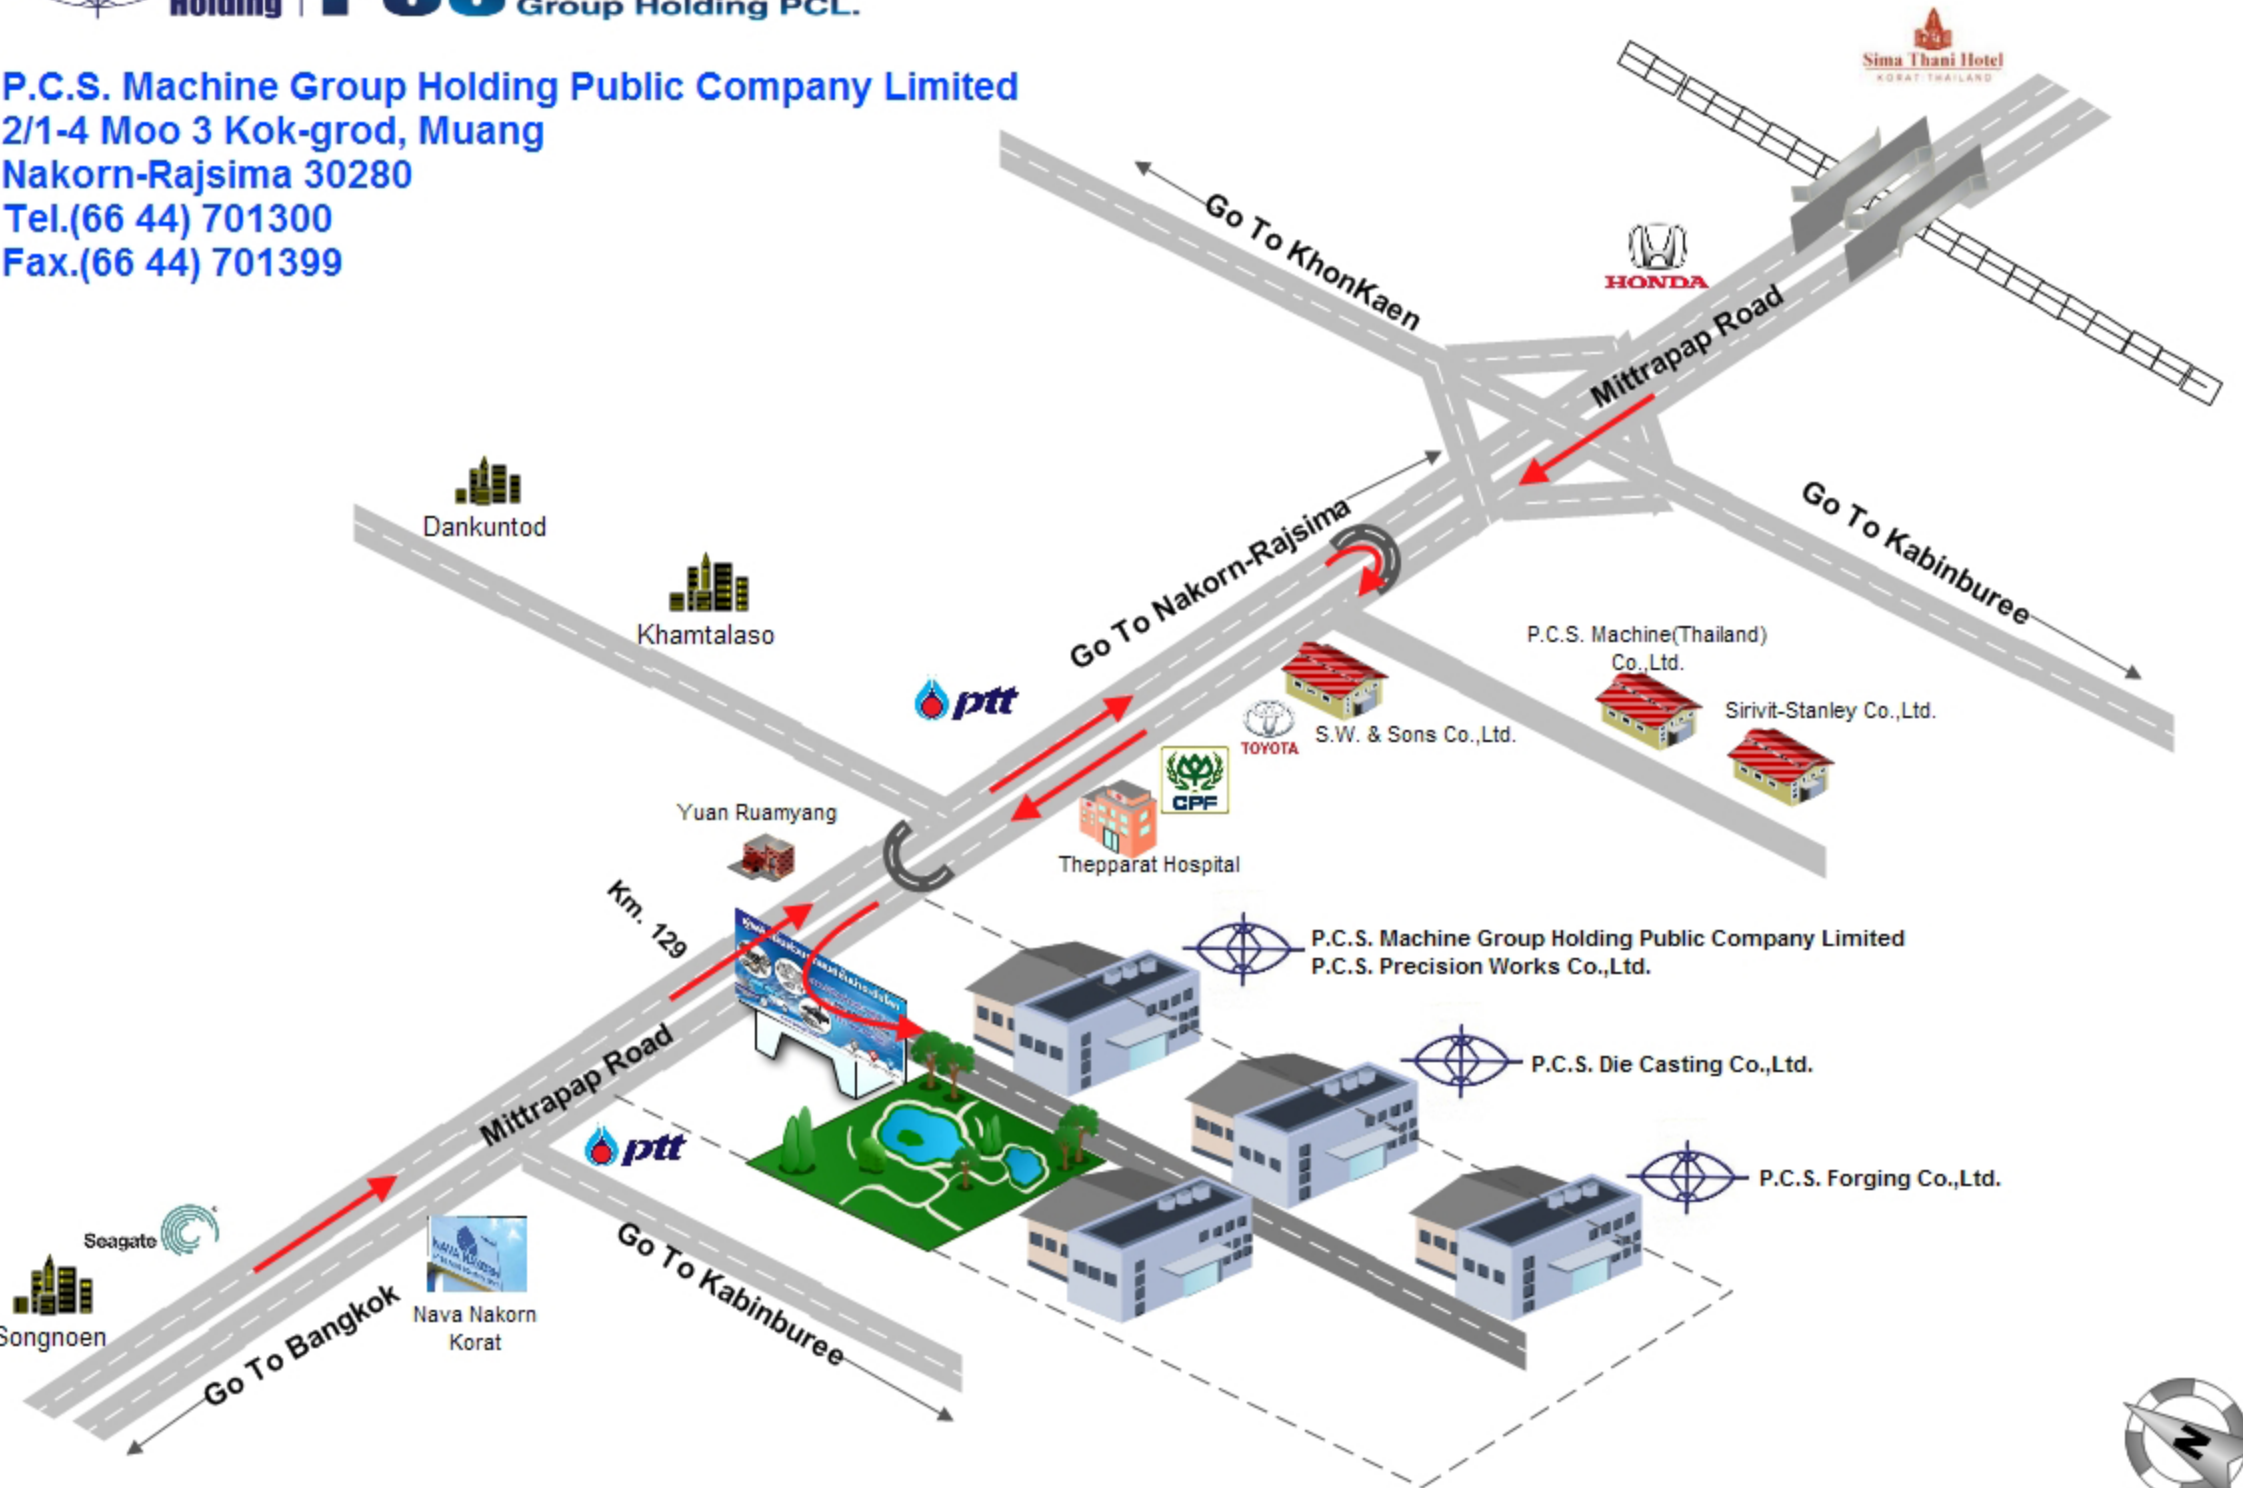 Holding PCS Group Holding PCL.
P.C.S. Machine Group Holding Public Company Limited
2/1-4 Moo 3 Kok-grod, Muang
Nakorn-Rajsima 30280
Tel.(66 44) 701300
Fax.(66 44) 701399
Sima Thani Hotel
KORAT:THAILAND
Go To KhonKaen
HONDA
Mittrapap Road
Dankuntod
Khamtalaso
Go To Nakorn-Rajsima
Go To Kabinburee
P.C.S. Machine(Thailand)
Co.,Ltd.
Sirivit-Stanley Co.,Ltd.
ptt
TOYOTA
S.W. & Sons Co.,Ltd.
CPF
Thepparat Hospital
Yuan Ruamyang
Km. 129
P.C.S. Machine Group Holding Public Company Limited
P.C.S. Precision Works Co.,Ltd.
P.C.S. Die Casting Co.,Ltd.
P.C.S. Forging Co.,Ltd.
Mittrapap Road
ptt
Seagate
Songnoen
Go To Bangkok
NAVA NAKORN
Nava Nakorn
Korat
Go To Kabinburee
N